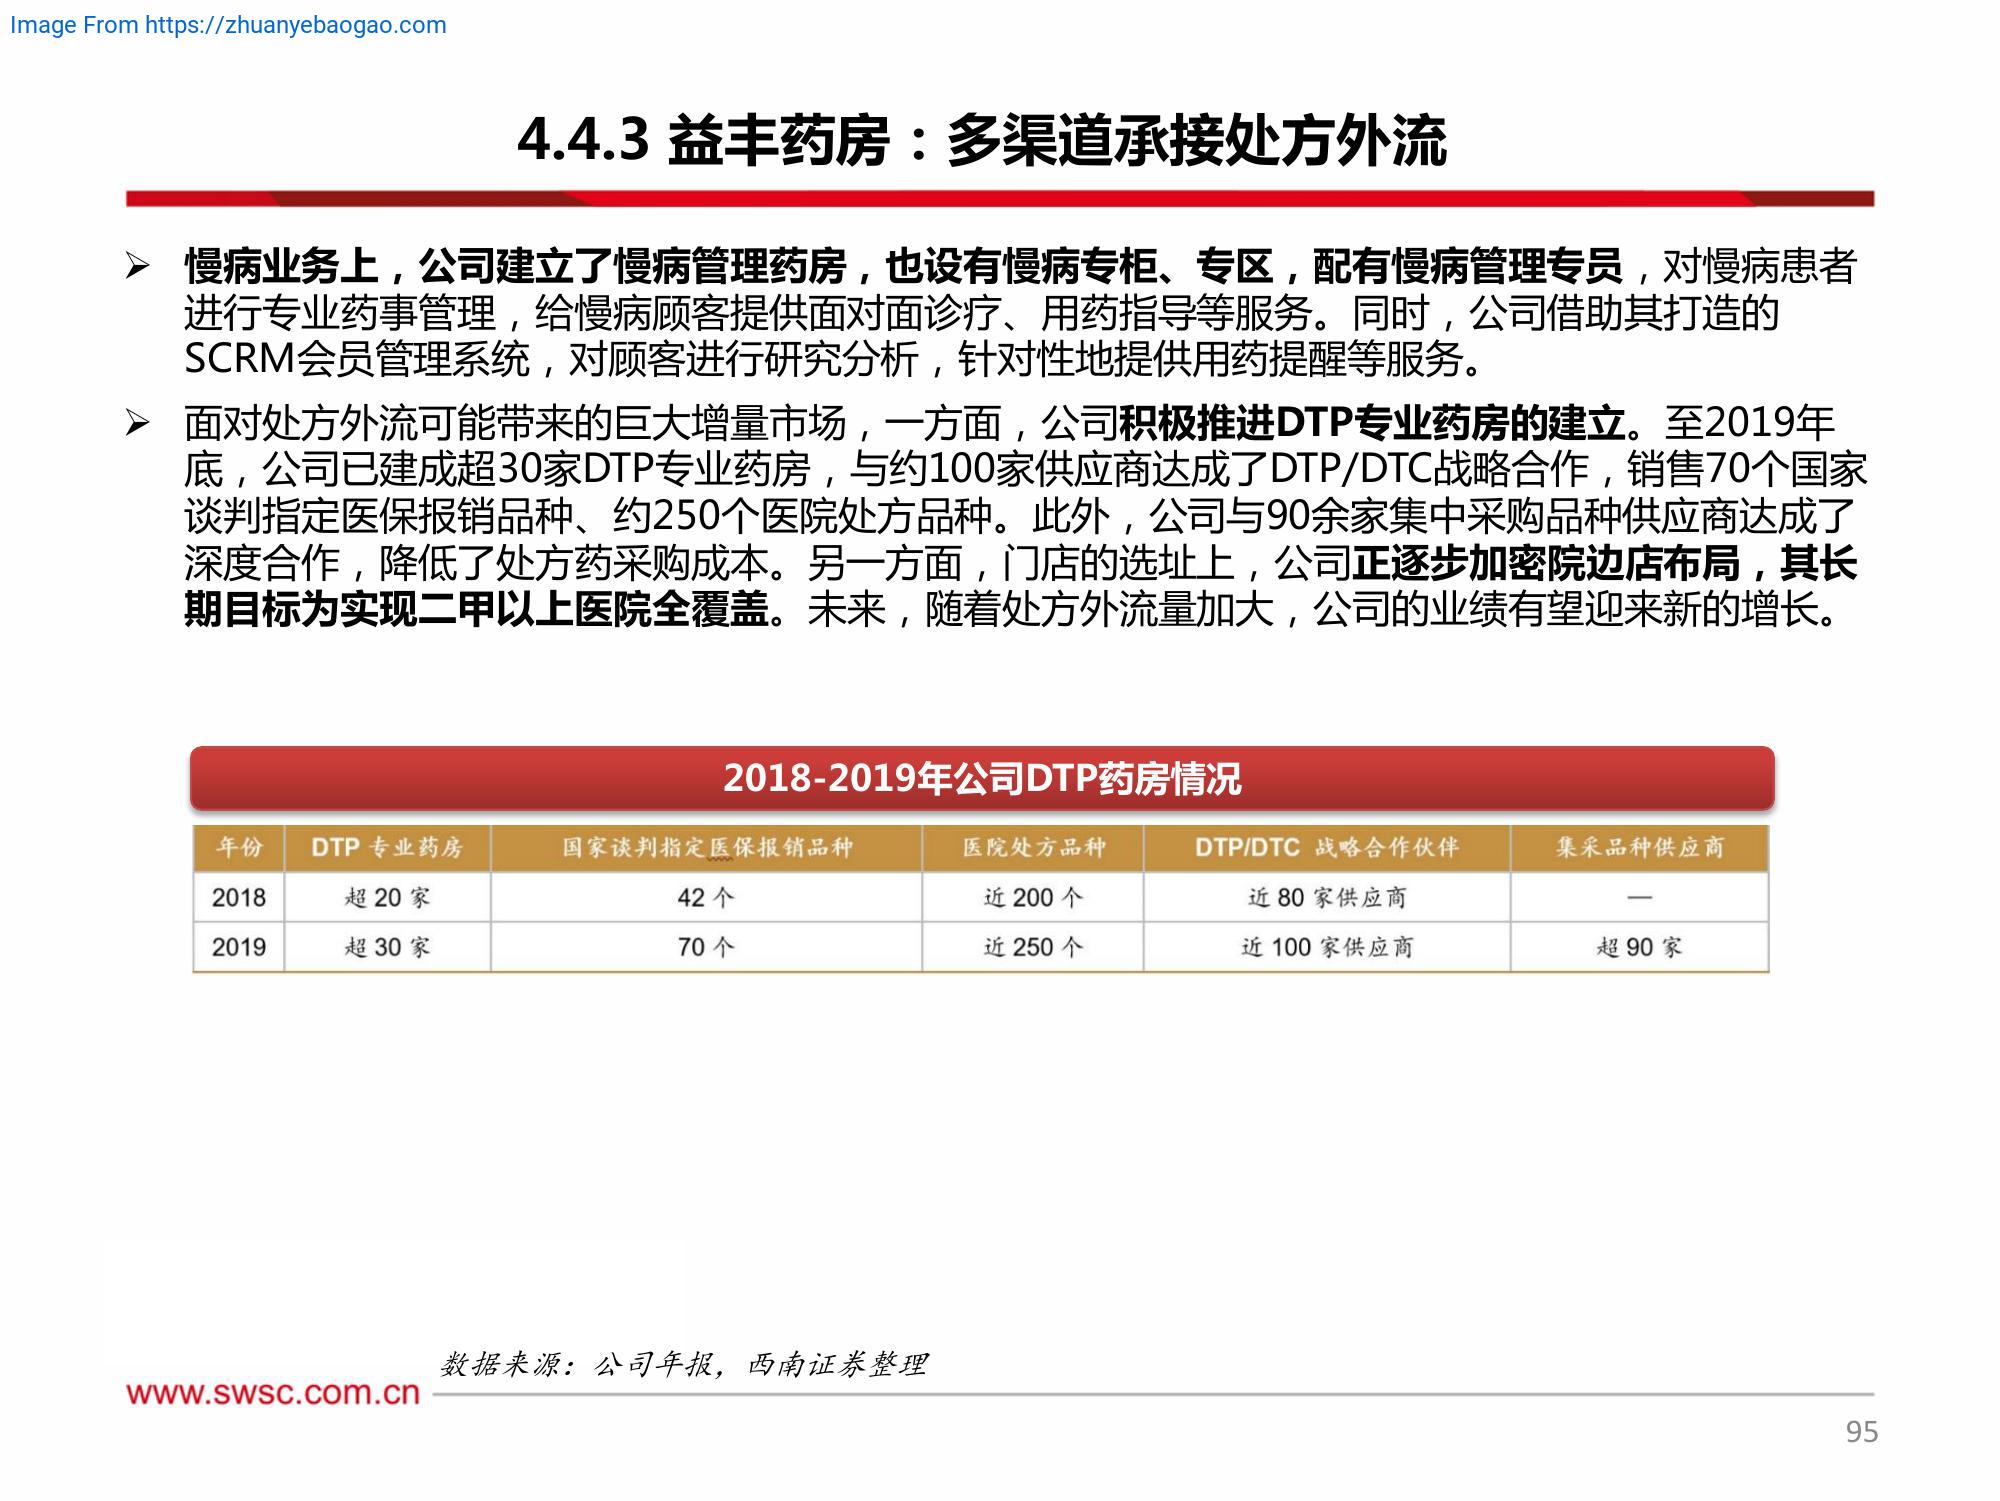 Image From https://zhuanyebaogao.com
4.4.3 益丰药房：多渠道承接处方外流
➢ 慢病业务上，公司建立了慢病管理药房，也设有慢病专柜、专区，配有慢病管理专员，对慢病患者
进行专业药事管理，给慢病顾客提供面对面诊疗、用药指导等服务。同时，公司借助其打造的
SCRM会员管理系统，对顾客进行研究分析，针对性地提供用药提醒等服务。
➢ 面对处方外流可能带来的巨大增量市场，一方面，公司积极推进DTP专业药房的建立。至2019年
底，公司已建成超30家DTP专业药房，与约100家供应商达成了DTP/DTC战略合作，销售70个国家
谈判指定医保报销品种、约250个医院处方品种。此外，公司与90余家集中采购品种供应商达成了
深度合作，降低了处方药采购成本。另一方面，门店的选址上，公司正逐步加密院边店布局，其长
期目标为实现二甲以上医院全覆盖。未来，随着处方外流量加大，公司的业绩有望迎来新的增长。
2018-2019年公司DTP药房情况
年份 DTP 专业药房 国家谈判指定医保报销品种 医院处方品种 DTP/DTC 战略合作伙伴 集采品种供应商
2018 超 20 家 42 个 近 200 个 近 80 家供应商 —
2019 超 30 家 70 个 近 250 个 近 100 家供应商 超 90 家
数据来源：公司年报，西南证券整理
www.swsc.com.cn
95